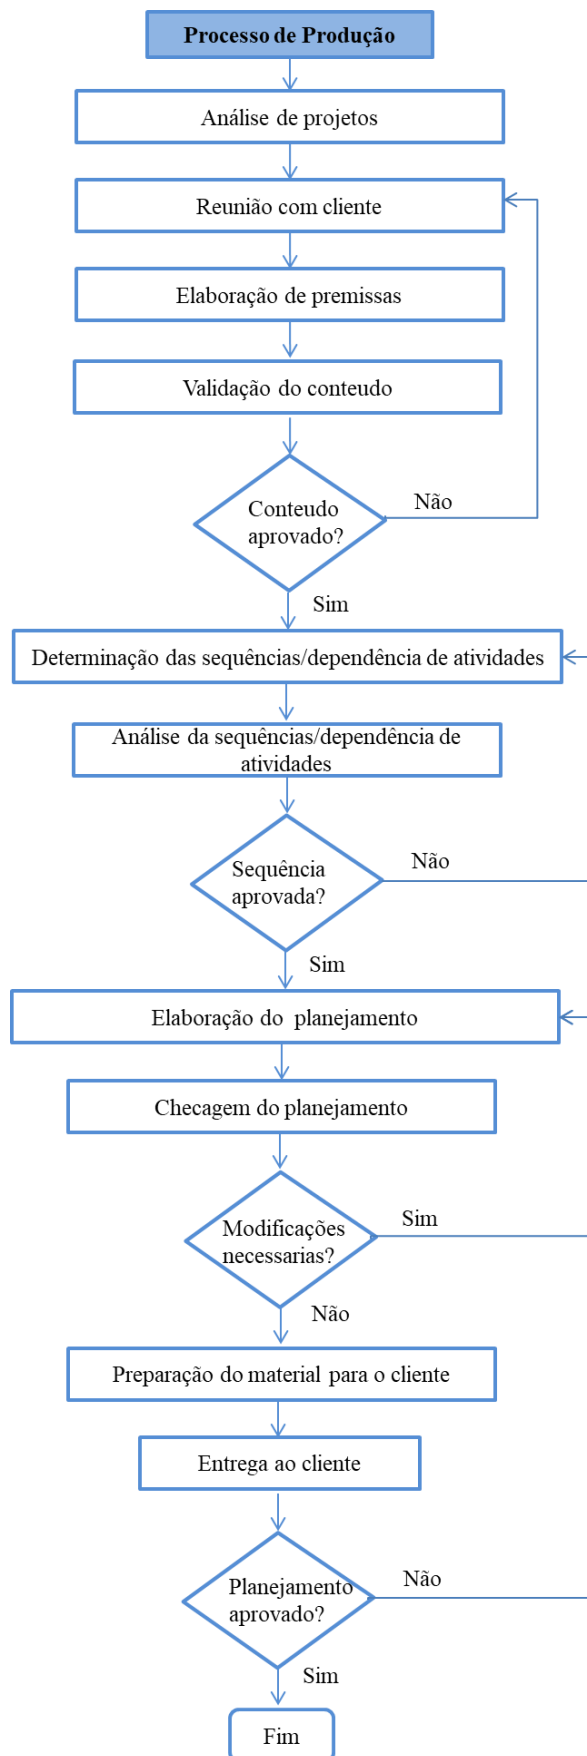 Processo de Produção
Análise de projetos
Reunião com cliente
Elaboração de premissas
Validação do conteudo
Conteudo
aprovado?
Não
Sim
Determinação das sequências/dependência de atividades
Análise da sequências/dependência de
atividades
Sequência
aprovada?
Não
Sim
Elaboração do planejamento
Checagem do planejamento
Modificações
necessarias?
Sim
Não
Preparação do material para o cliente
Entrega ao cliente
Planejamento
aprovado?
Não
Sim
Fim